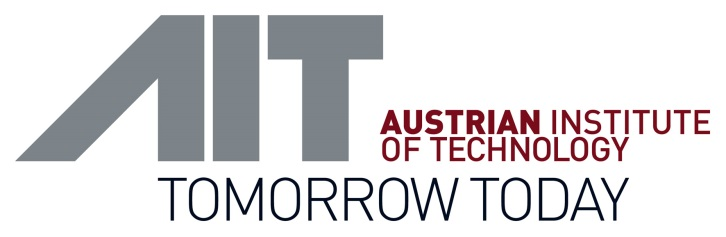 AIT
AUSTRIAN INSTITUTE
OF TECHNOLOGY
TOMORROW TODAY